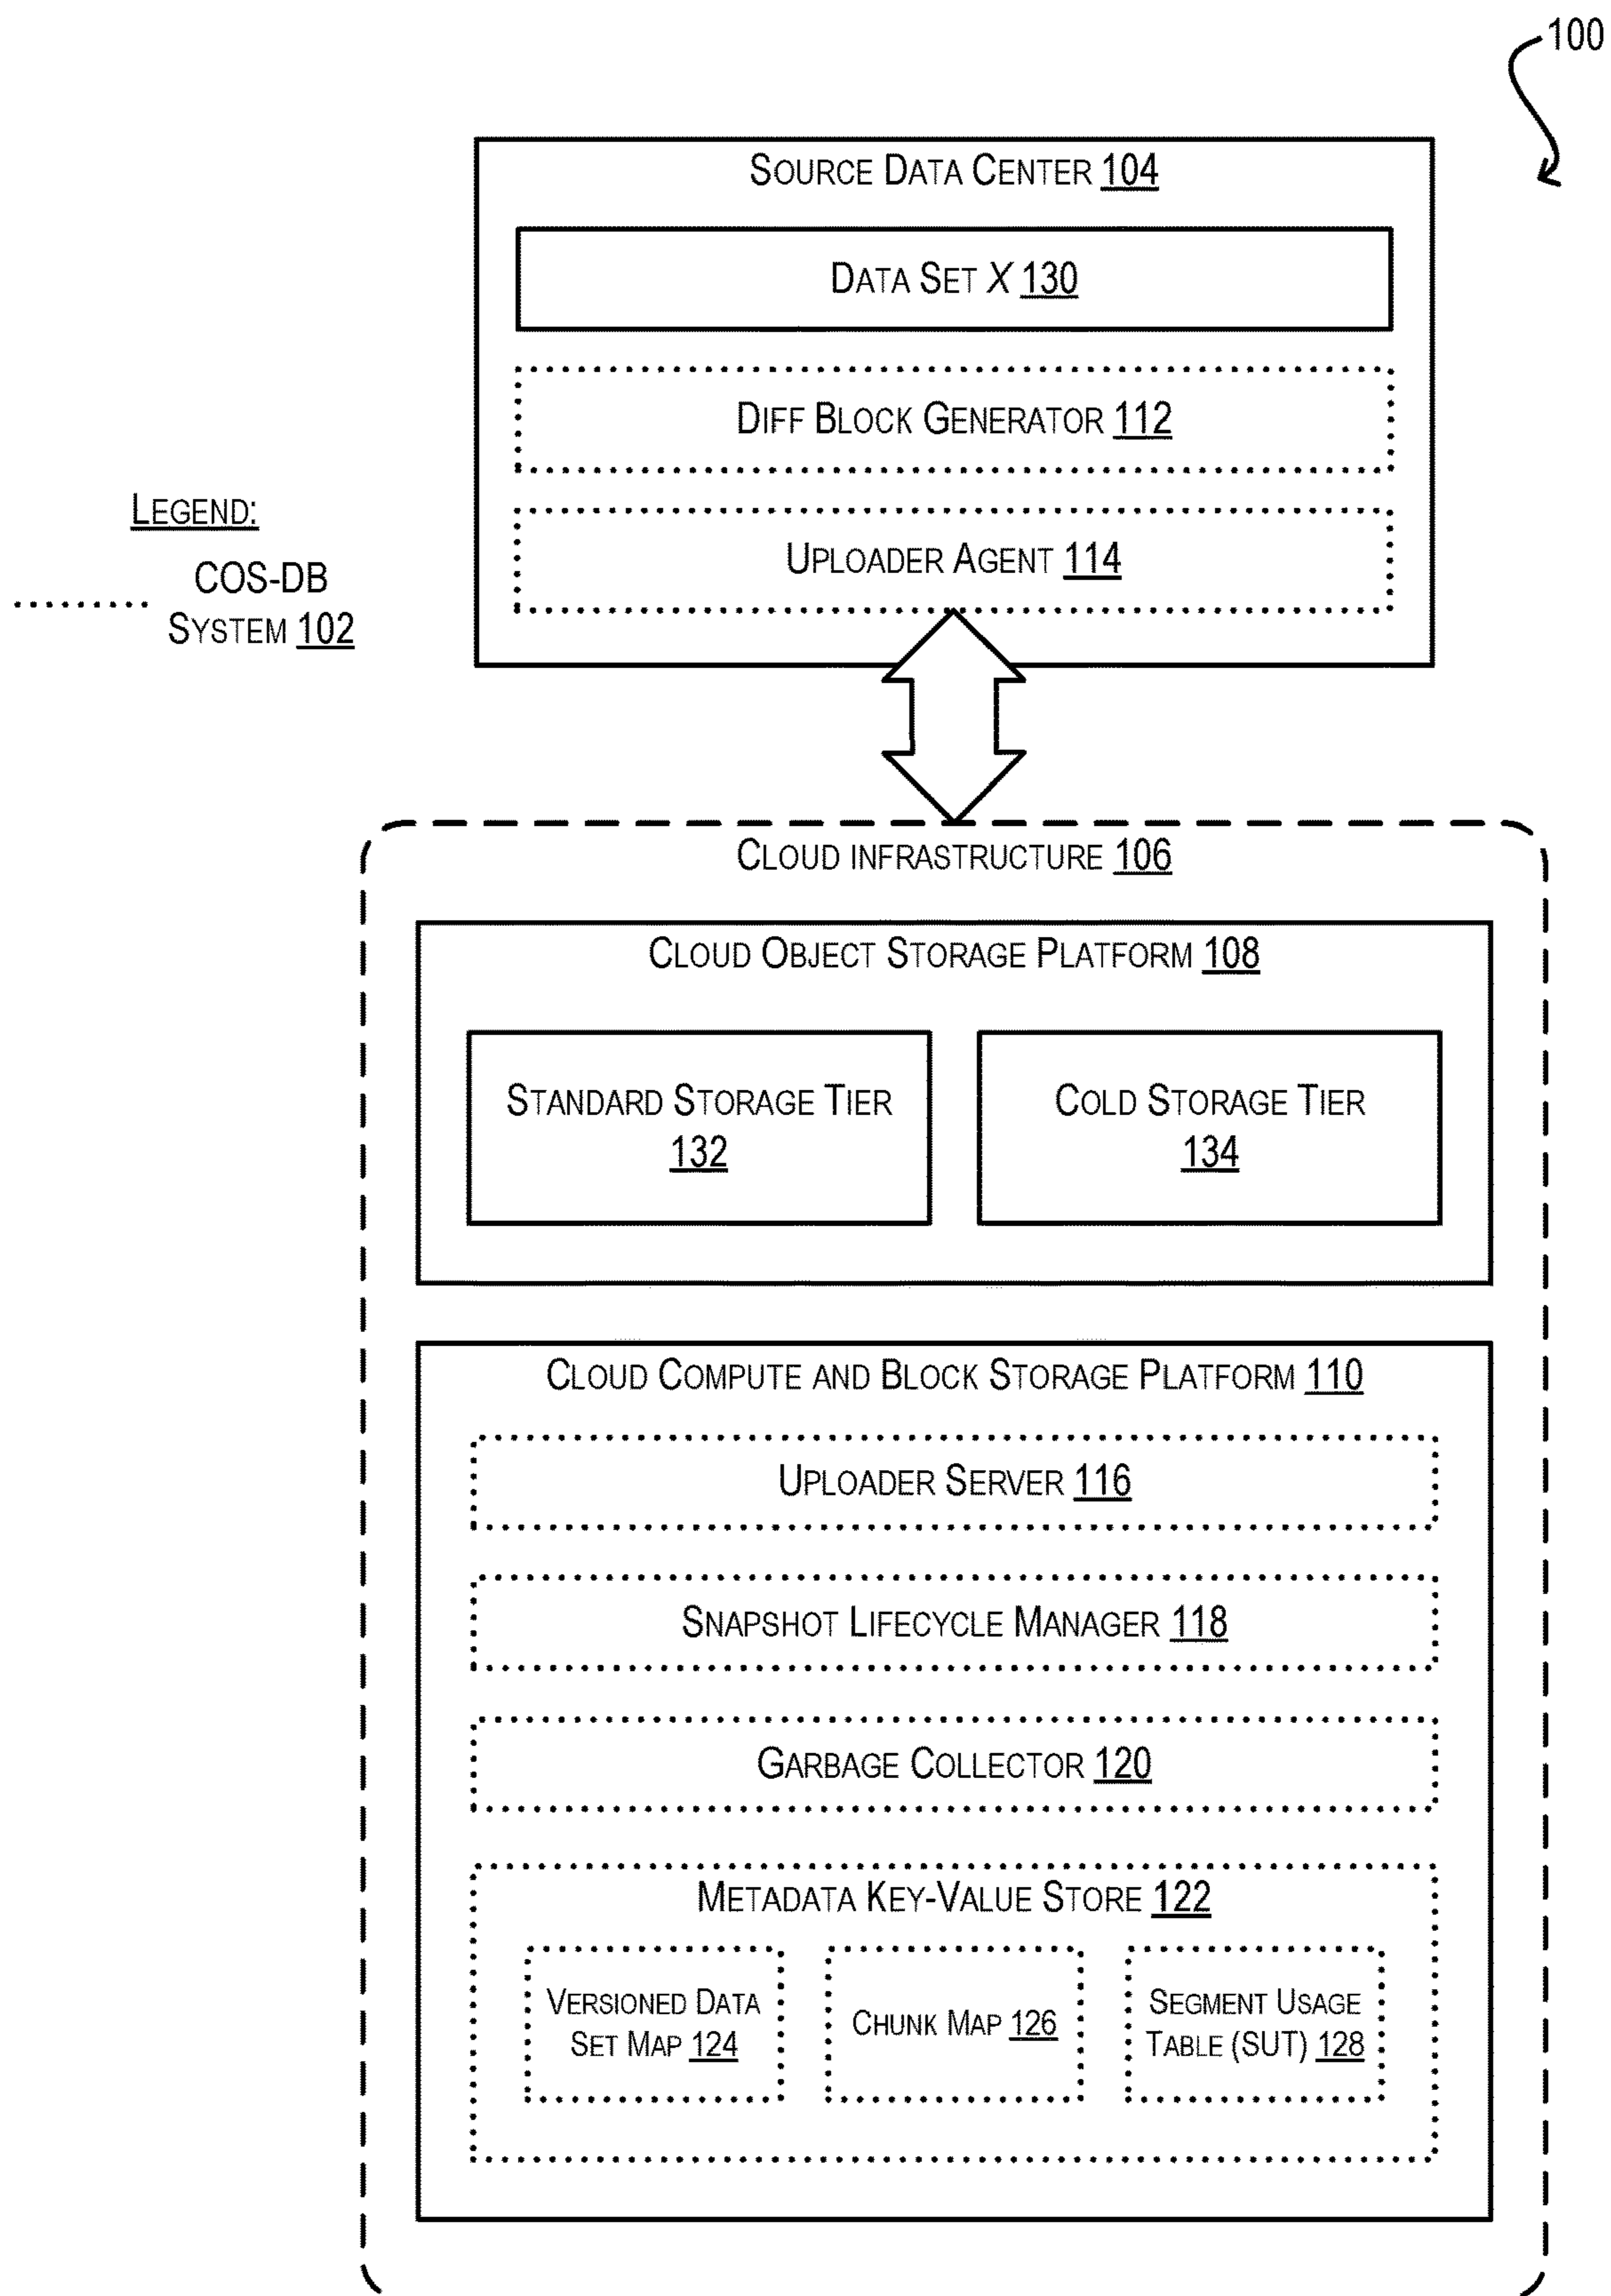 100
SOURCE DATA CENTER 104
DATA SET X 130
DIFF BLOCK GENERATOR 112
UPLOADER AGENT 114
LEGEND:
COS-DB
SYSTEM 102
CLOUD INFRASTRUCTURE 106
CLOUD OBJECT STORAGE PLATFORM 108
STANDARD STORAGE TIER
132
COLD STORAGE TIER
134
CLOUD COMPUTE AND BLOCK STORAGE PLATFORM 110
UPLOADER SERVER 116
SNAPSHOT LIFECYCLE MANAGER 118
GARBAGE COLLECTOR 120
METADATA KEY-VALUE STORE 122
VERSIONED DATA
SET MAP 124
CHUNK MAP 126
SEGMENT USAGE
TABLE (SUT) 128